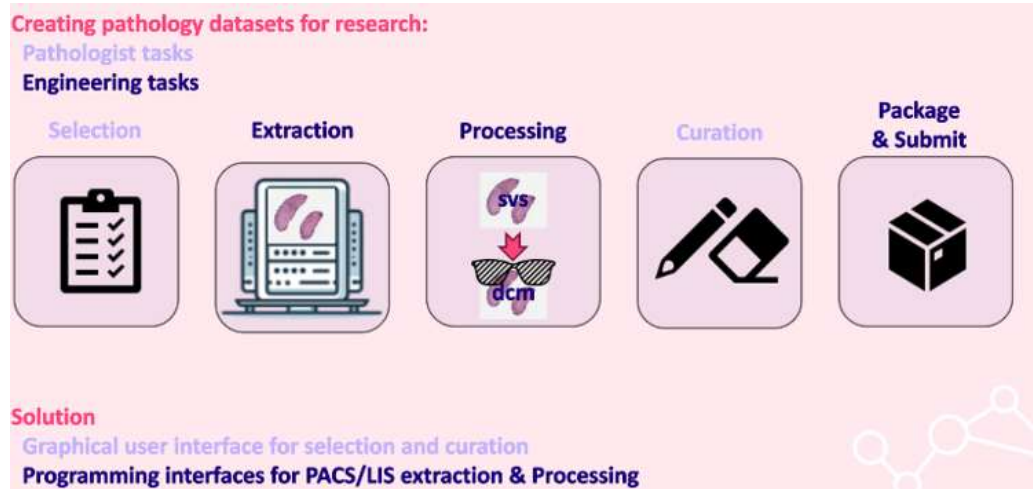 Creating pathology datasets for research:
Pathologist tasks
Engineering tasks
Selection
Extraction
Processing
Curation
Package
& Submit
svs
dcm
Solution
Graphical user interface for selection and curation
Programming interfaces for PACS/LIS extraction & Processing